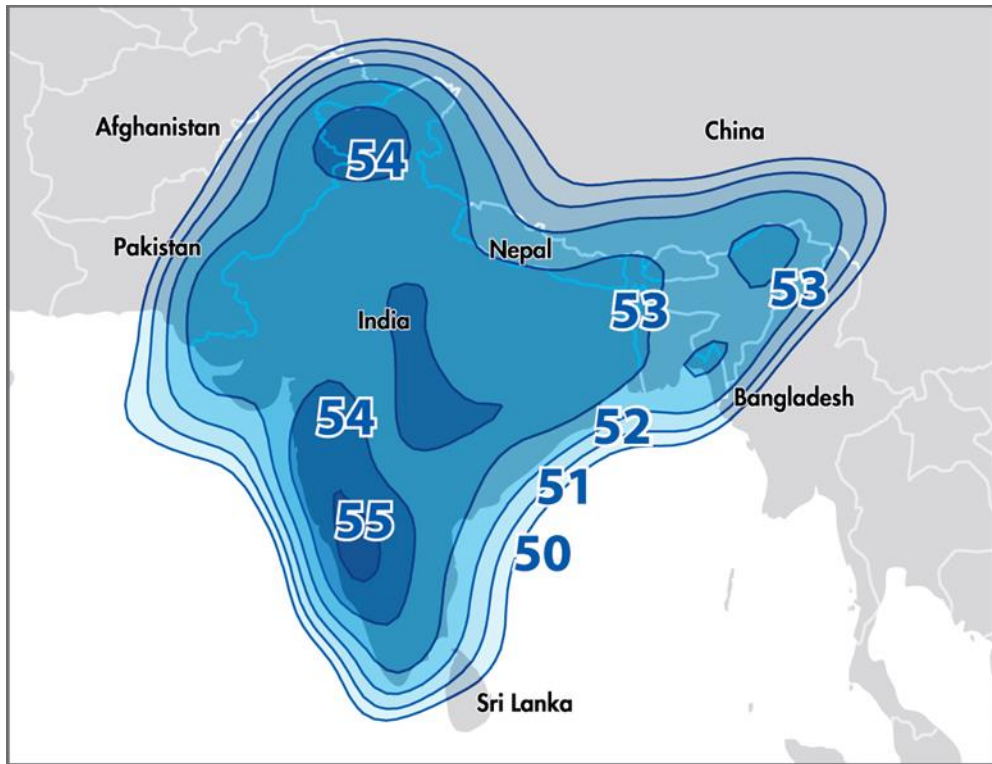 Afghanistan
China
54
Pakistan
Nepal
53
53
India
54
Bangladesh
52
51
55
50
Sri Lanka